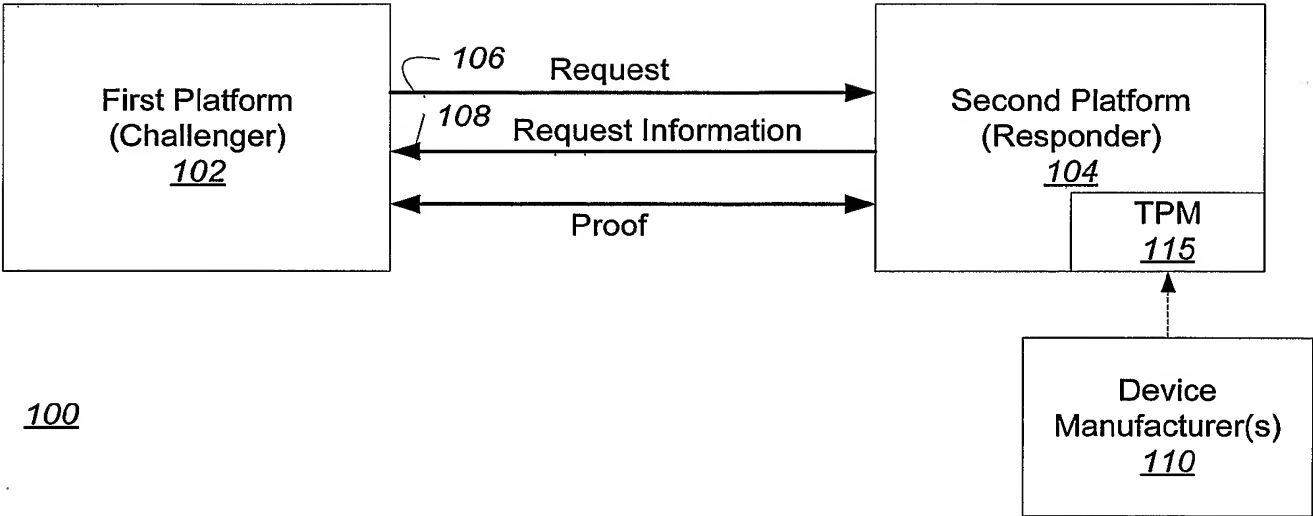 106
Request
First Platform
(Challenger)
102
108
Request Information
Second Platform
(Responder)
104
Proof
TPM
115
100
Device
Manufacturer(s)
110